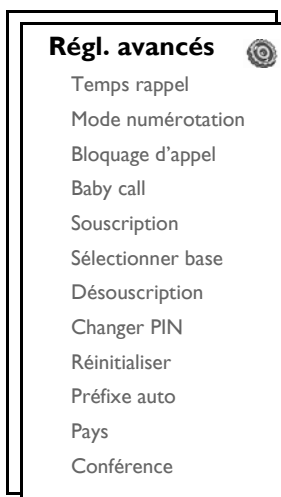 Régl. avancés
Temps rappel
Mode numérotation
Bloquage d’appel
Baby call
Souscription
Sélectionner base
Désouscription
Changer PIN
Réinitialiser
Préfixe auto
Pays
Conférence